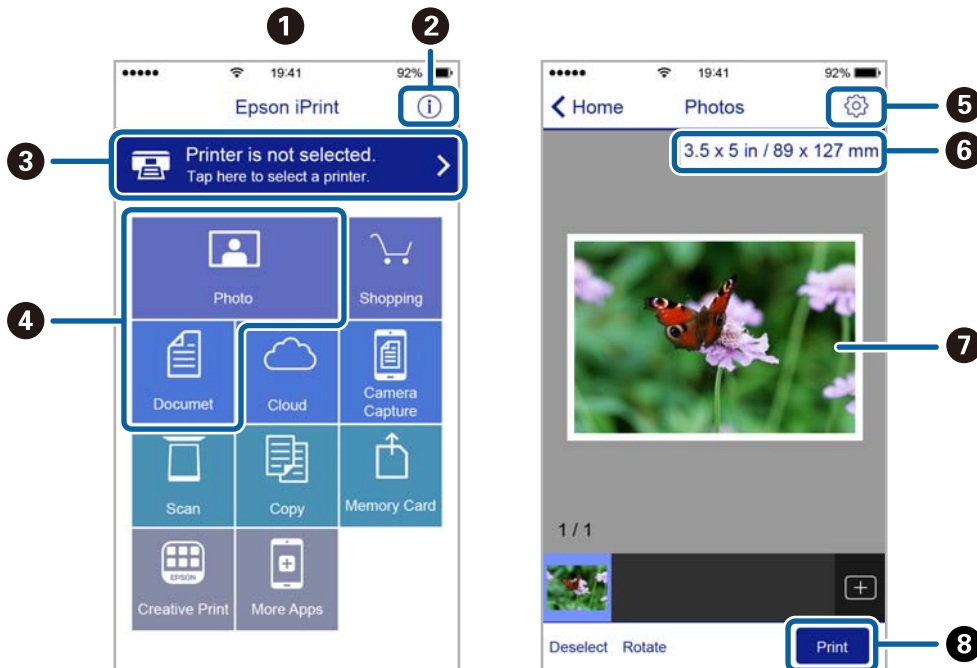 1
2
19:41
92%
Epson iPrint
3
Printer is not selected.
Tap here to select a printer.
4
Photo
Shopping
Documet
Cloud
Camera
Capture
Scan
Copy
Memory Card
EPSON
Creative Print
More Apps
19:41
92%
Home
Photos
5
3.5 x 5 in / 89 x 127 mm
6
7
1 / 1
Deselect
Rotate
Print
8